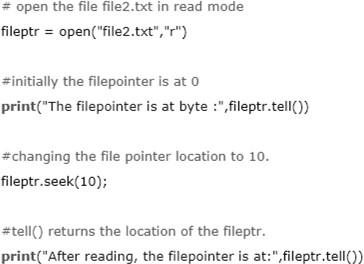 # open the file file2.txt in read mode
fileptr = open("file2.txt","r")
#initially the filepointer is at 0
print("The filepointer is at byte :",fileptr.tell())
#changing the file pointer location to 10.
fileptr.seek(10);
#tell() returns the location of the fileptr.
print("After reading, the filepointer is at:",fileptr.tell())